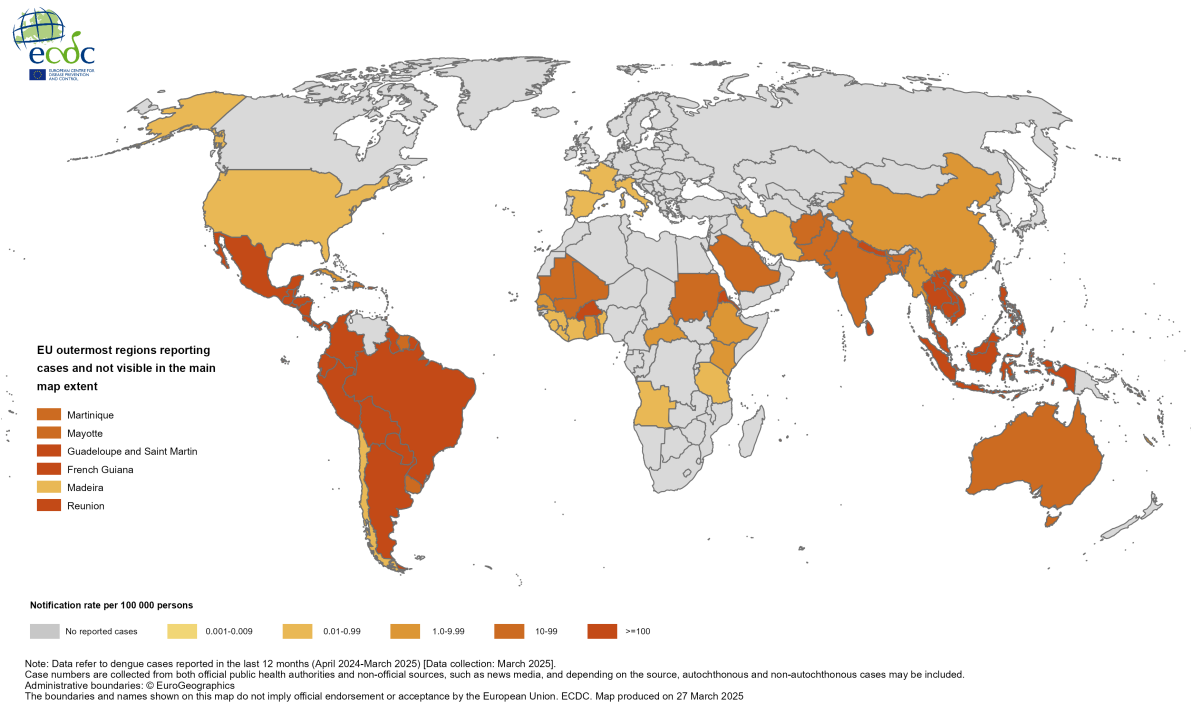 ecdc
EUROPEAN CENTRE FOR
DISEASE PREVENTION
AND CONTROL
EU outermost regions reporting
cases and not visible in the main
map extent
Martinique
Mayotte
Guadeloupe and Saint Martin
French Guiana
Madeira
Reunion
Notification rate per 100 000 persons
No reported cases
0.001-0.009
0.01-0.99
1.0-9.99
10-99
>=100
Note: Data refer to dengue cases reported in the last 12 months (April 2024-March 2025) [Data collection: March 2025].
Case numbers are collected from both official public health authorities and non-official sources, such as news media, and depending on the source, autochthonous and non-autochthonous cases may be included.
Administrative boundaries: © EuroGeographics
The boundaries and names shown on this map do not imply official endorsement or acceptance by the European Union. ECDC. Map produced on 27 March 2025